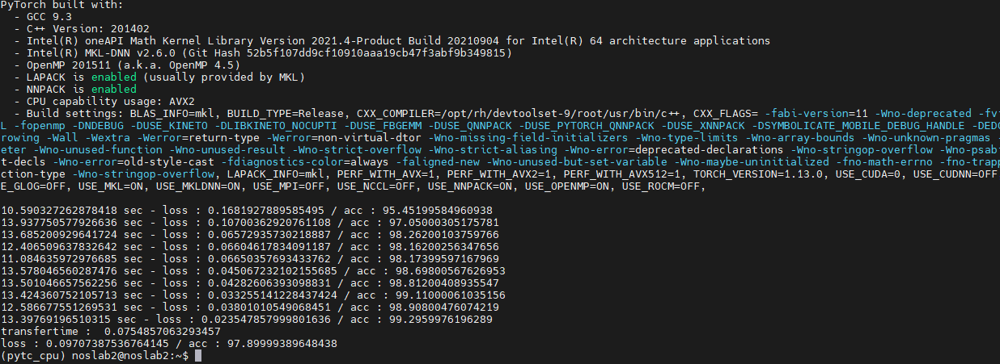 PyTorch built with:
  - GCC 9.3
  - C++ Version: 201402
  - Intel(R) oneAPI Math Kernel Library Version 2021.4-Product Build 20210904 for Intel(R) 64 architecture applications
  - Intel(R) MKL-DNN v2.6.0 (Git Hash 52b5f107dd9cf10910aaa19cb47f3abf9b349815)
  - OpenMP 201511 (a.k.a. OpenMP 4.5)
  - LAPACK is enabled (usually provided by MKL)
  - NNPACK is enabled
  - CPU capability usage: AVX2
  - Build settings: BLAS_INFO=mkl, BUILD_TYPE=Release, CXX_COMPILER=/opt/rh/devtoolset-9/root/usr/bin/c++, CXX_FLAGS= -fabi-version=11 -Wno-deprecated -fv
L -fopenmp -DNDEBUG -DUSE_KINETO -DLIBKINETO_NOCUPTI -DUSE_FBGEMM -DUSE_QNNPACK -DUSE_PYTORCH_QNNPACK -DUSE_XNNPACK -DSYMBOLICATE_MOBILE_DEBUG_HANDLE -DEDG
rowing -Wall -Wextra -Werror=return-type -Werror=non-virtual-dtor -Wno-missing-field-initializers -Wno-type-limits -Wno-array-bounds -Wno-unknown-pragmas -
eter -Wno-unused-function -Wno-unused-result -Wno-strict-overflow -Wno-strict-aliasing -Wno-error=deprecated-declarations -Wno-stringop-overflow -Wno-psabi
t-decls -Wno-error=old-style-cast -fdiagnostics-color=always -faligned-new -Wno-unused-but-set-variable -Wno-maybe-uninitialized -fno-math-errno -fno-trapp
ction-type -Wno-stringop-overflow, LAPACK_INFO=mkl, PERF_WITH_AVX=1, PERF_WITH_AVX2=1, PERF_WITH_AVX512=1, TORCH_VERSION=1.13.0, USE_CUDA=0, USE_CUDNN=OFF
E_GLOG=OFF, USE_MKL=ON, USE_MKLDNN=ON, USE_MPI=OFF, USE_NCCL=OFF, USE_NNPACK=ON, USE_OPENMP=ON, USE_ROCM=OFF,
10.590327262878418 sec - loss : 0.1681927889585495 / acc : 95.45199584960938
13.937750577926636 sec - loss : 0.10700362920761108 / acc : 97.05000305175781
13.685200929641724 sec - loss : 0.06572935730218887 / acc : 98.26200103759766
12.406509637832642 sec - loss : 0.06604617834091187 / acc : 98.16200256347656
11.084635972976685 sec - loss : 0.06650357693433762 / acc : 98.17399597167969
13.578046560287476 sec - loss : 0.045067232102155685 / acc : 98.69800567626953
13.501046657562256 sec - loss : 0.04282606393098831 / acc : 98.81200408935547
13.424360752105713 sec - loss : 0.033255141228437424 / acc : 99.11000061035156
12.586677551269531 sec - loss : 0.03801010549068451 / acc : 98.90800476074219
13.39769196510315 sec - loss : 0.023547857999801636 / acc : 99.2959976196289
transfertime :  0.0754857063293457
loss : 0.09707387536764145 / acc : 97.89999389648438
(pytc_cpu) noslab2@noslab2:~$